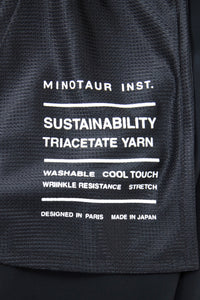 MINOTAUR INST.
SUSTAINABILITY
TRIACETATE YARN
WASHABLE COOL TOUCH
WRINKLE RESISTANCE STRETCH
DESIGNED IN PARIS MADE IN JAPAN